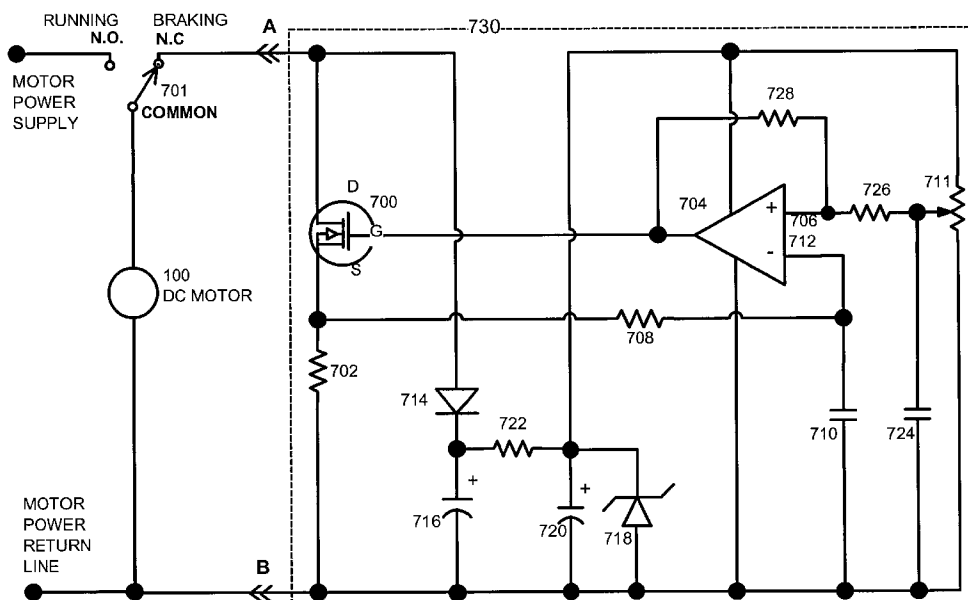 RUNNING
N.O.
BRAKING
N.C
A
730
MOTOR
POWER
SUPPLY
701
COMMON
728
D
700
G
S
704
+
706
712
-
726
711
100
DC MOTOR
708
702
714
722
710
724
+
716
+
720
718
MOTOR
POWER
RETURN
LINE
B